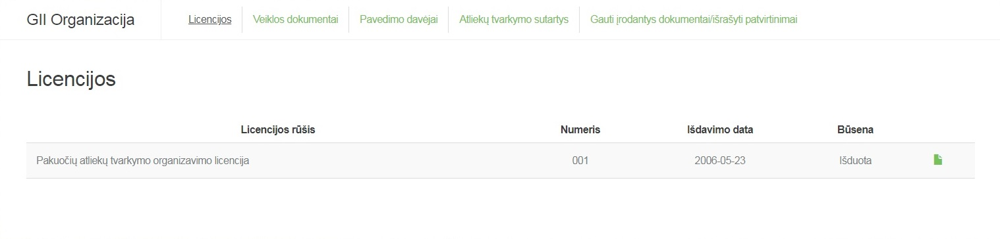 GII Organizacija Licencijos Veiklos dokumentai Pavedimo davėjai Atliekų tvarkymo sutartys Gauti įrodantys dokumentai/išrašyti patvirtinimai
Licencijos
Licencijos rūšis Numeris Išdavimo data Būsena
Pakuočių atliekų tvarkymo organizavimo licencija 001 2006-05-23 Išduota